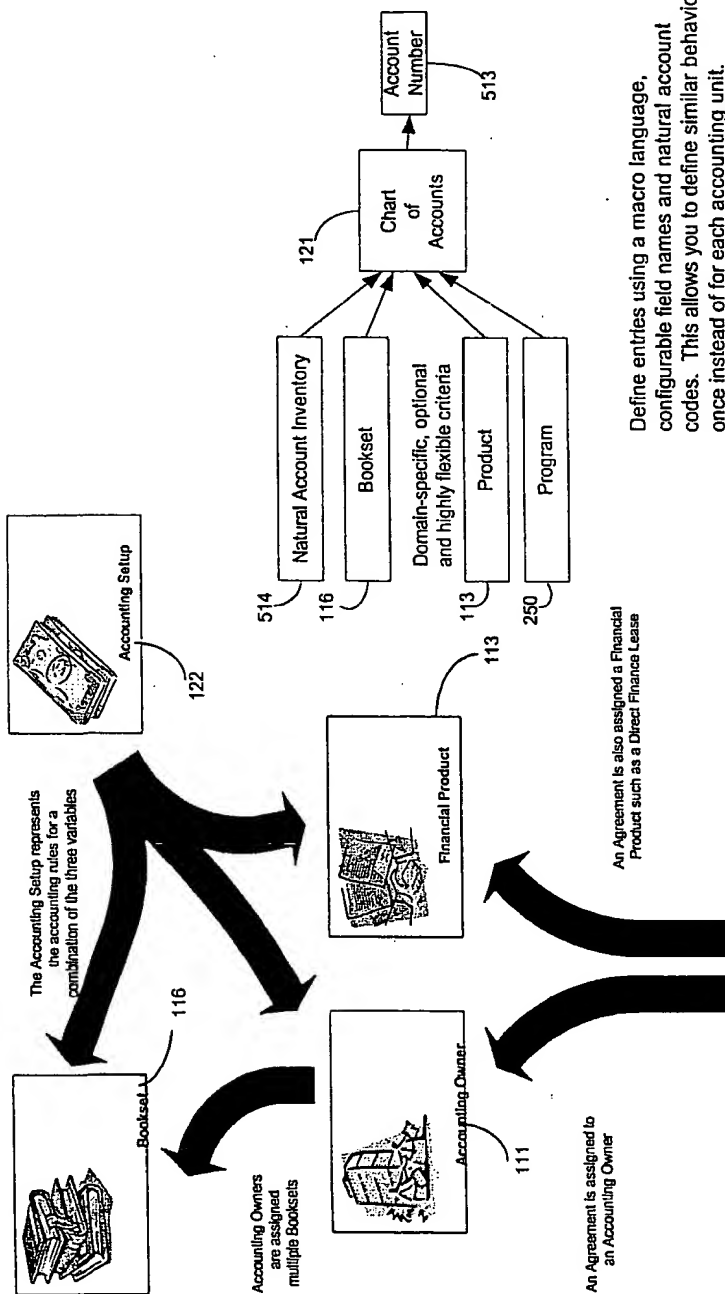 Bookset
116
The Accounting Setup represents
the accounting rules for a
combination of the three variables
Accounting Setup
122
Accounting Owners
are assigned
multiple Booksets
Accounting Owner
111
Financial Product
113
An Agreement is assigned to
an Accounting Owner
An Agreement is also assigned a Financial
Product such as a Direct Finance Lease
514
Natural Account Inventory
116
Bookset
Domain-specific, optional
and highly flexible criteria
113
Product
250
Program
121
Chart
of
Accounts
Account
Number
513
Define entries using a macro language,
configurable field names and natural account
codes. This allows you to define similar
once instead of for each accounting unit.